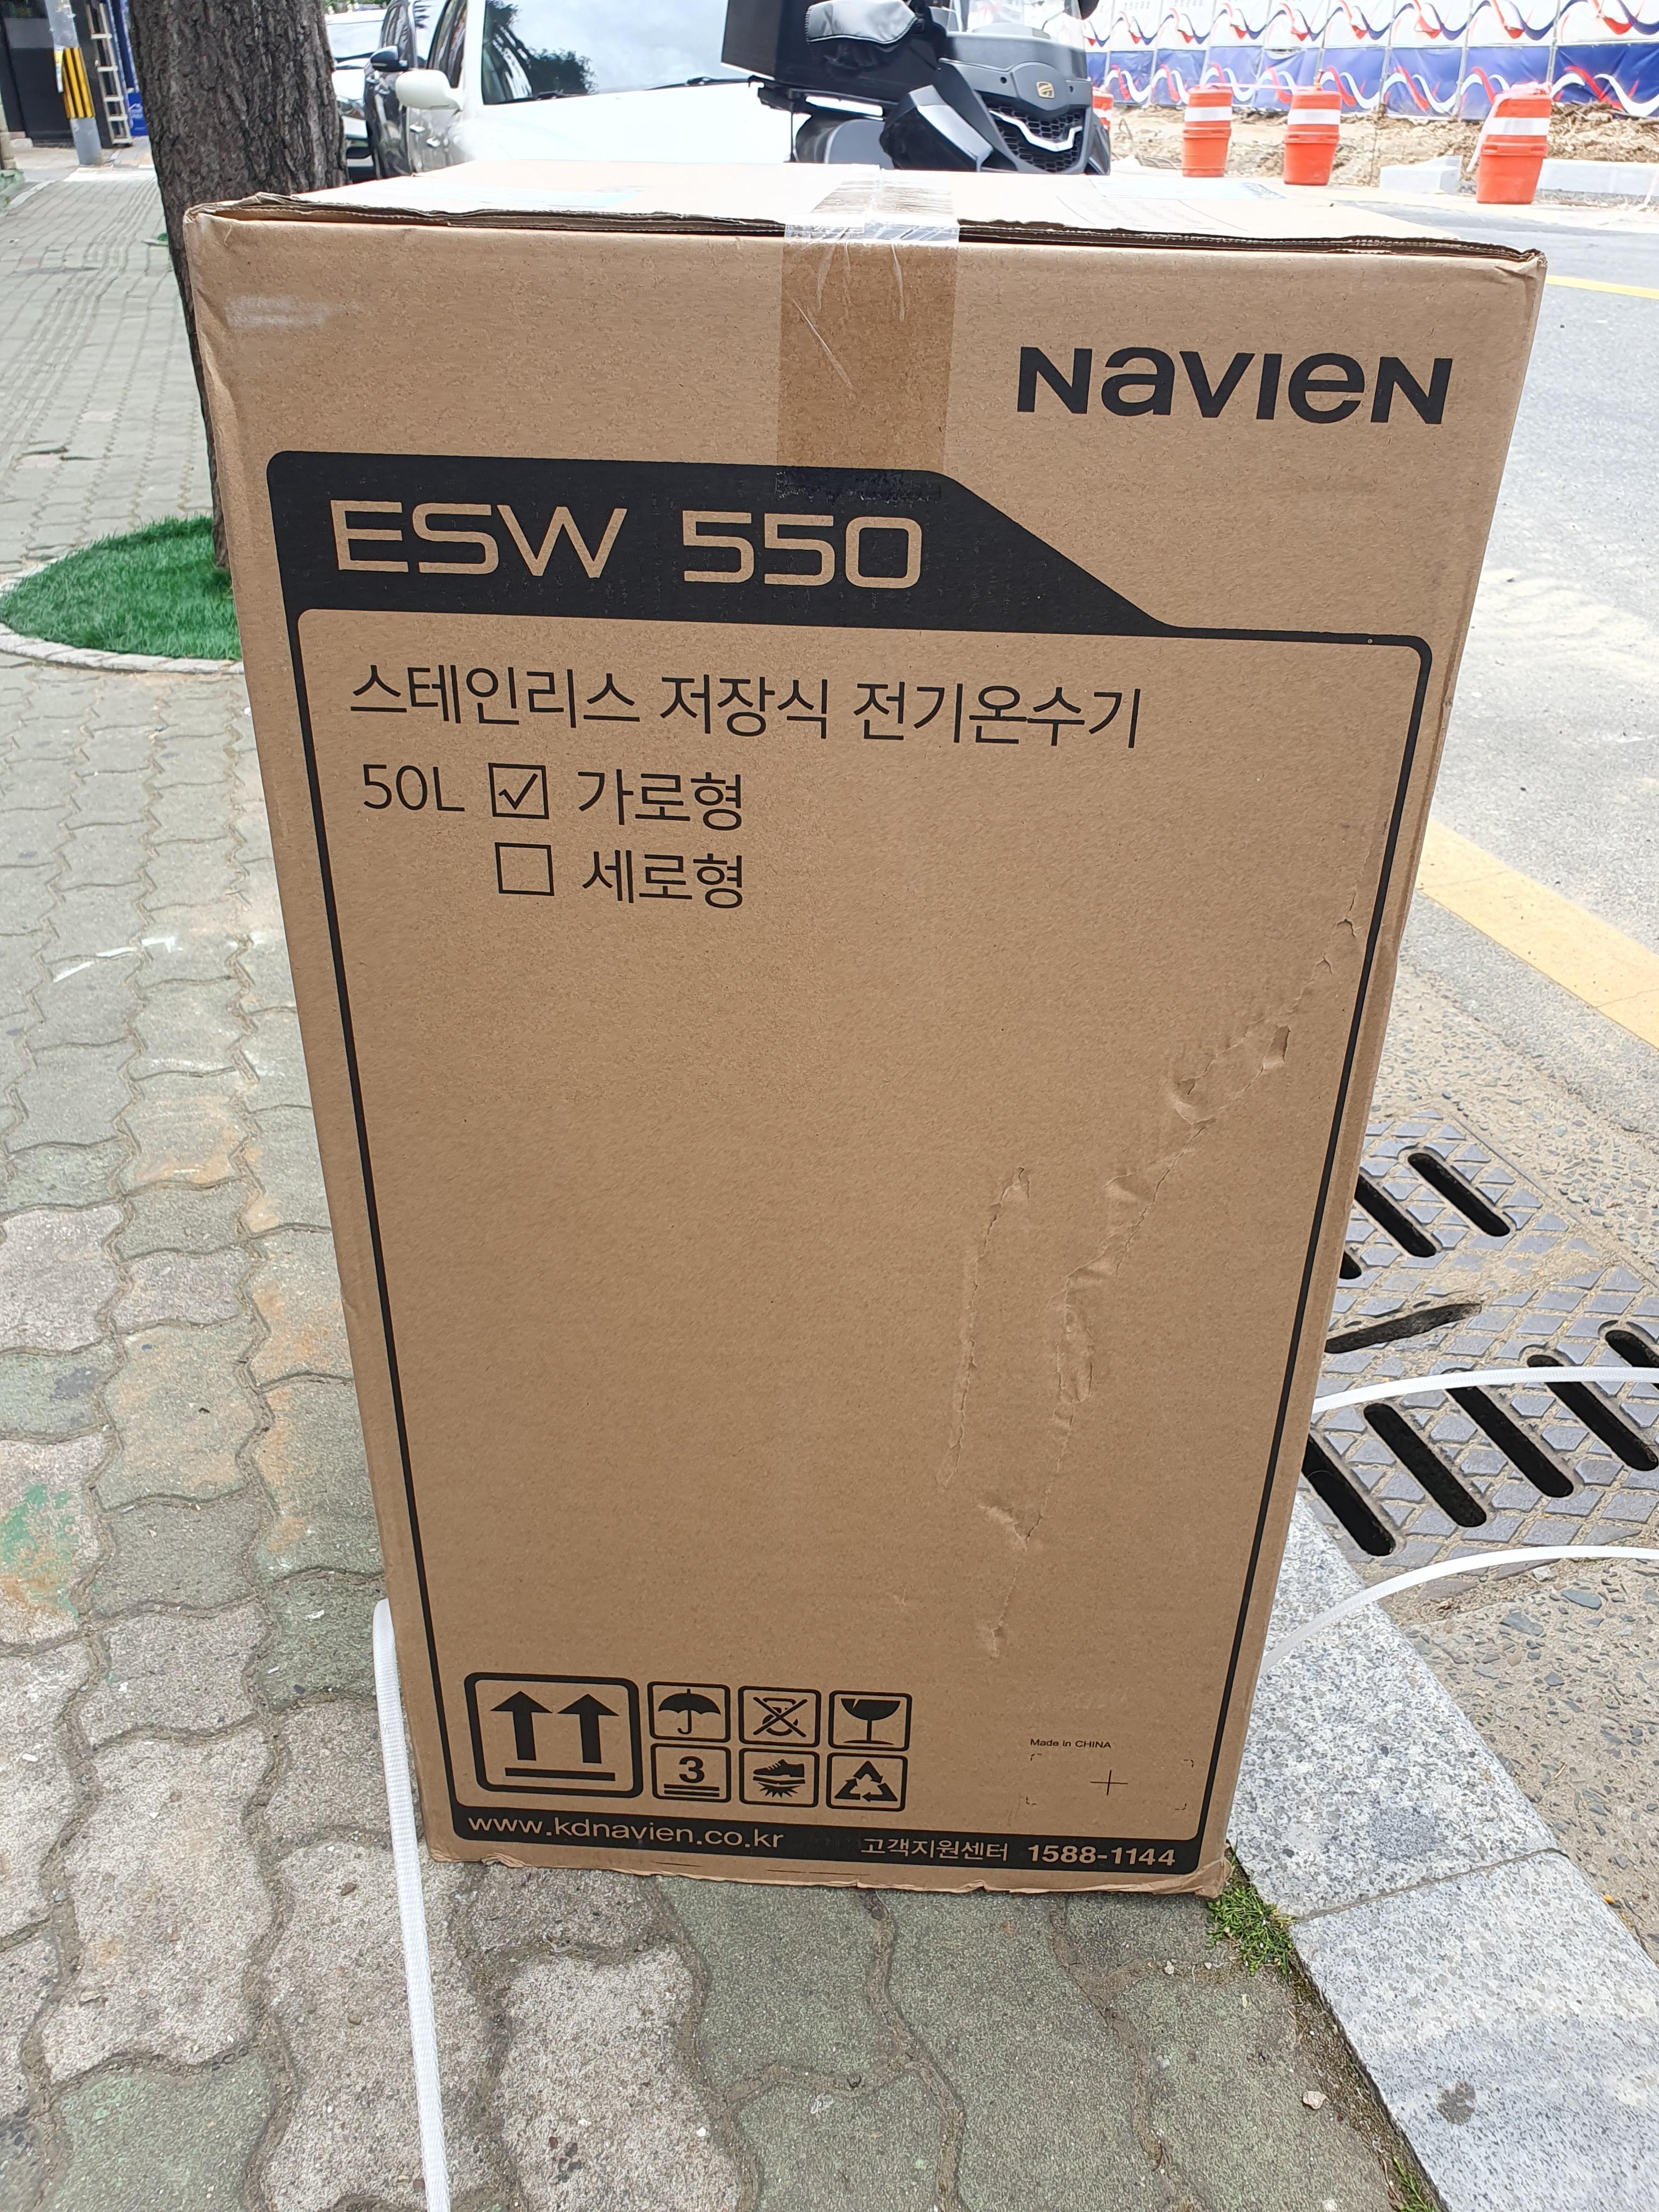 NAVIEN
ESW 550
스테인리스 저장식 전기온수기
50L ☑ 가로형
☐ 세로형
3
Made in CHINA
www.kdnavien.co.kr 고객지원센터 1588-1144